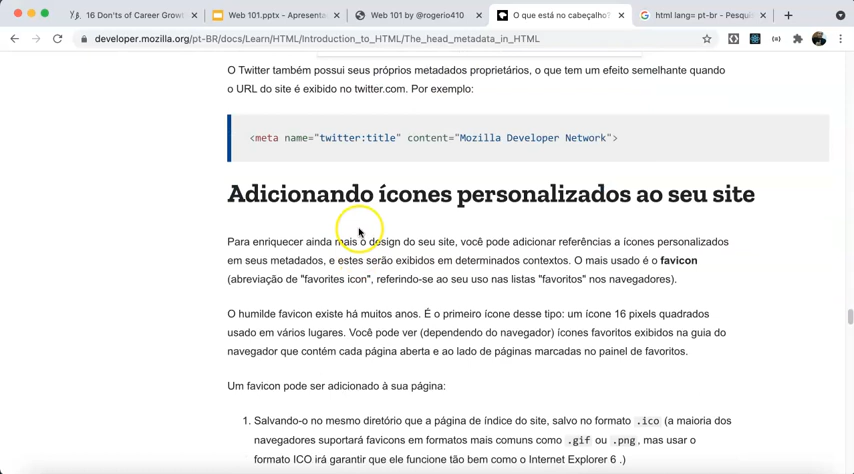 16 Don'ts of Career Growt
Web 101.pptx - Apresenta
Web 101 by @rogerio410
O que está no cabeçalho?
html lang= pt-br - Pesqui
developer.mozilla.org/pt-BR/docs/Learn/HTML/Introduction_to_HTML/The_head_metadata_in_HTML
O Twitter também possui seus próprios metadados proprietários, o que tem um efeito semelhante quando
o URL do site é exibido no twitter.com. Por exemplo:
<meta name="twitter:title" content="Mozilla Developer Network">
Adicionando ícones personalizados ao seu site
Para enriquecer ainda mais o design do seu site, você pode adicionar referências a ícones personalizados
em seus metadados, e estes serão exibidos em determinados contextos. O mais usado é o favicon
(abreviação de "favorites icon", referindo-se ao seu uso nas listas "favoritos" nos navegadores).
O humilde favicon existe há muitos anos. É o primeiro ícone desse tipo: um ícone 16 pixels quadrados
usado em vários lugares. Você pode ver (dependendo do navegador) ícones favoritos exibidos na guia do
navegador que contém cada página aberta e ao lado de páginas marcadas no painel de favoritos.
Um favicon pode ser adicionado à sua página:
1. Salvando-o no mesmo diretório que a página de índice do site, salvo no formato .ico (a maioria dos
navegadores suportará favicons em formatos mais comuns como .gif ou .png, mas usar o
formato ICO irá garantir que ele funcione tão bem como o Internet Explorer 6 .)